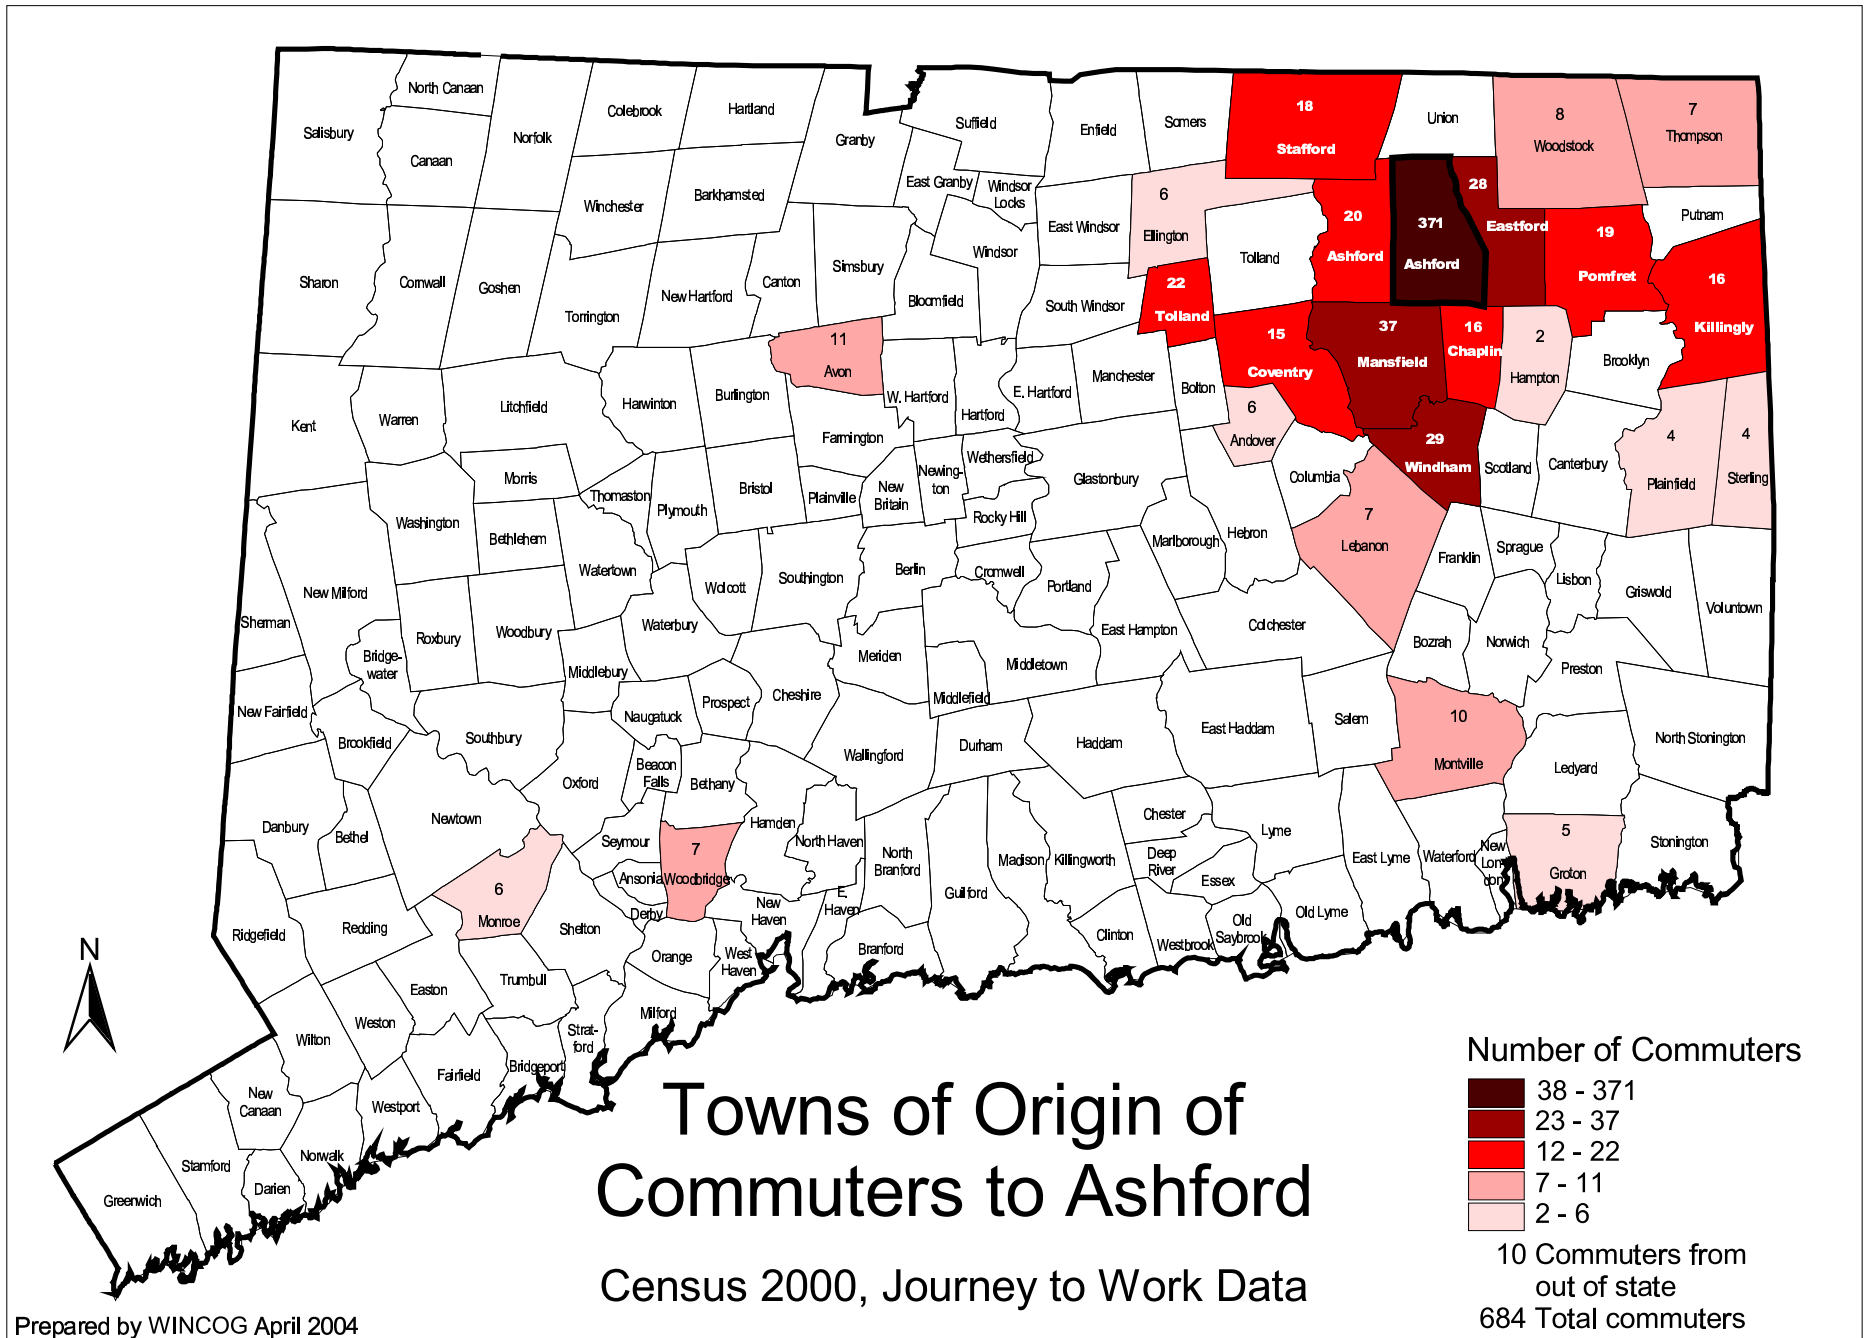 North Canaan
Salisbury
Canaan
Norfolk
Colebrook
Hartland
Granby
Suffield
Enfield
Somers
18
Stafford
Union
8
Woodstock
7
Thompson
Winchester
Barkhamsted
East Granby
Windsor
Locks
East Windsor
6
Ellington
Tolland
20
Ashford
371
Ashford
28
Eastford
19
Pomfret
Putnam
16
Killingly
Sharon
Cornwall
Goshen
Torrington
New Hartford
Canton
Simsbury
Bloomfield
Windsor
South Windsor
22
Tolland
15
Coventry
37
Mansfield
16
Chaplin
2
Hampton
Brooklyn
Kent
Warren
Litchfield
Harwinton
Burlington
11
Avon
W. Hartford
Hartford
E. Hartford
Manchester
Bolton
6
Andover
Farmington
Morris
Thomaston
Plymouth
Bristol
Plainville
New
Britain
Newing-
ton
Wethersfield
Rocky Hill
Glastonbury
Columbia
29
Windham
Scotland
Canterbury
4
Plainfield
4
Sterling
Washington
Bethlehem
Watertown
Wolcott
Southington
Berlin
Cromwell
Portland
Marlborough
Hebron
7
Lebanon
Franklin
Sprague
Lisbon
Griswold
Voluntown
New Milford
Sherman
Bridge-
water
Roxbury
Woodbury
Waterbury
Middlebury
Meriden
Middletown
Middlefield
East Hampton
Colchester
Bozrah
Norwich
Preston
New Fairfield
Brookfield
Southbury
Naugatuck
Prospect
Cheshire
Wallingford
Durham
Haddam
East Haddam
Salem
10
Montville
Ledyard
North Stonington
Danbury
Bethel
Newtown
Oxford
Beacon
Falls
Bethany
Seymour
Hamden
North Haven
North
Branford
Guilford
Madison
Killingworth
Chester
Deep
River
Essex
Lyme
East Lyme
Waterford
New
Lon-
don
5
Groton
Stonington
Ridgefield
Redding
6
Monroe
Shelton
Ansonia
Derby
7
Woodbridge
New
Haven
E.
Haven
Branford
Clinton
Westbrook
Old
Saybrook
Old Lyme
Orange
West
Haven
Milford
Easton
Trumbull
Strat-
ford
Wilton
Weston
Fairfield
Bridgeport
New
Canaan
Westport
Norwalk
Stamford
Darien
Greenwich
N
Towns of Origin of
Commuters to Ashford
Census 2000, Journey to Work Data
Number of Commuters
38 - 371
23 - 37
12 - 22
7 - 11
2 - 6
10 Commuters from
out of state
684 Total commuters
Prepared by WINCOG April 2004